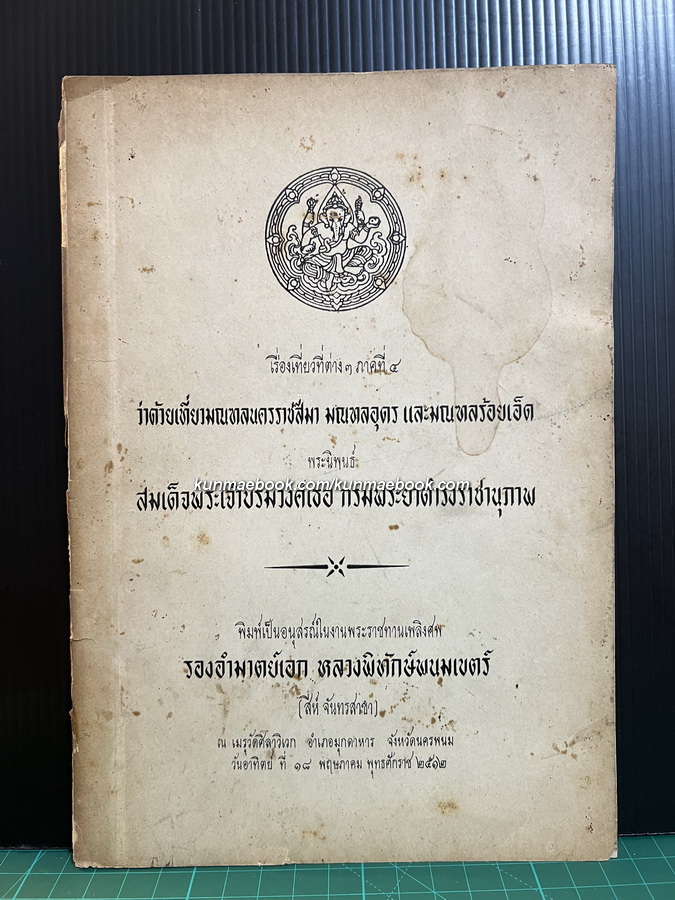 เรื่องเที่ยวที่ต่าง ๆ ภาคที่ ๔
ว่าด้วยเที่ยวมณฑลนครราชสีมา มณฑลอุดร และมณฑลร้อยเอ็ด
พระนิพนธ์
kunmaebook.com/kunmaebook.com
สมเด็จพระเจ้าบรมวงศ์เธอ กรมพระยาดำรงราชานุภาพ
พิมพ์เป็นอนุสรณ์ในงานพระราชทานเพลิงศพ
รองอำมาตย์เอก หลวงพิทักษ์พนมเขตร์
(สีห์ จันทรสาขา)
ณ เมรุวัดศิลาวิเวก อำเภอมุกดาหาร จังหวัดนครพนม
วันอาทิตย์ ที่ ๑๘ พฤษภาคม พุทธศักราช ๒๕๑๒